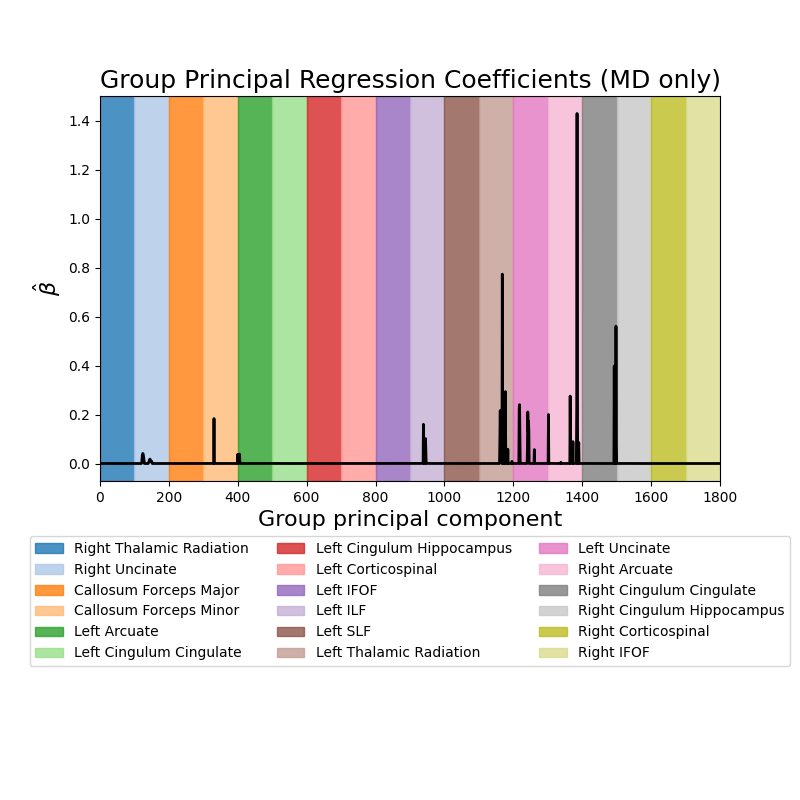 Group Principal Regression Coefficients (MD only)
1.4
1.2
1.0
0.8
0.6
0.4
0.2
0.0
β̂
0 200 400 600 800 1000 1200 1400 1600 1800
Group principal component
Right Thalamic Radiation
Right Uncinate
Callosum Forceps Major
Callosum Forceps Minor
Left Arcuate
Left Cingulum Cingulate
Left Cingulum Hippocampus
Left Corticospinal
Left IFOF
Left ILF
Left SLF
Left Thalamic Radiation
Left Uncinate
Right Arcuate
Right Cingulum Cingulate
Right Cingulum Hippocampus
Right Corticospinal
Right IFOF